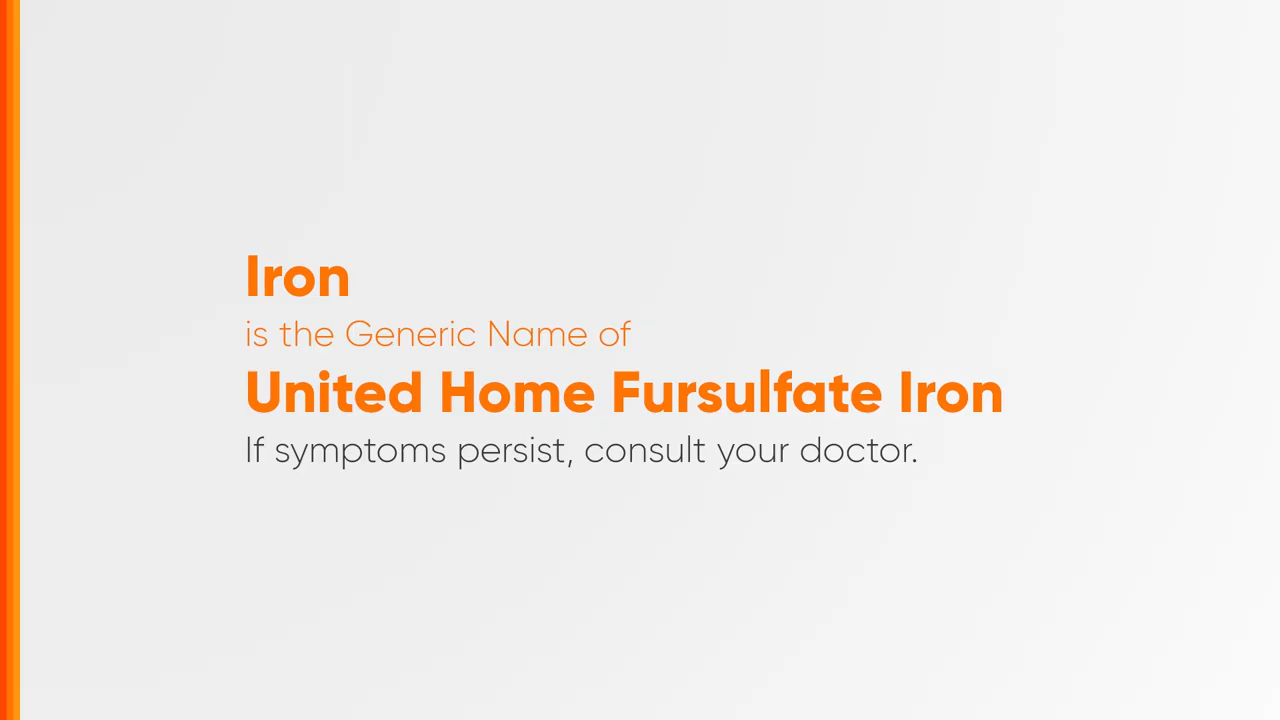 Iron
is the Generic Name of
United Home Fursulfate Iron
If symptoms persist, consult your doctor.